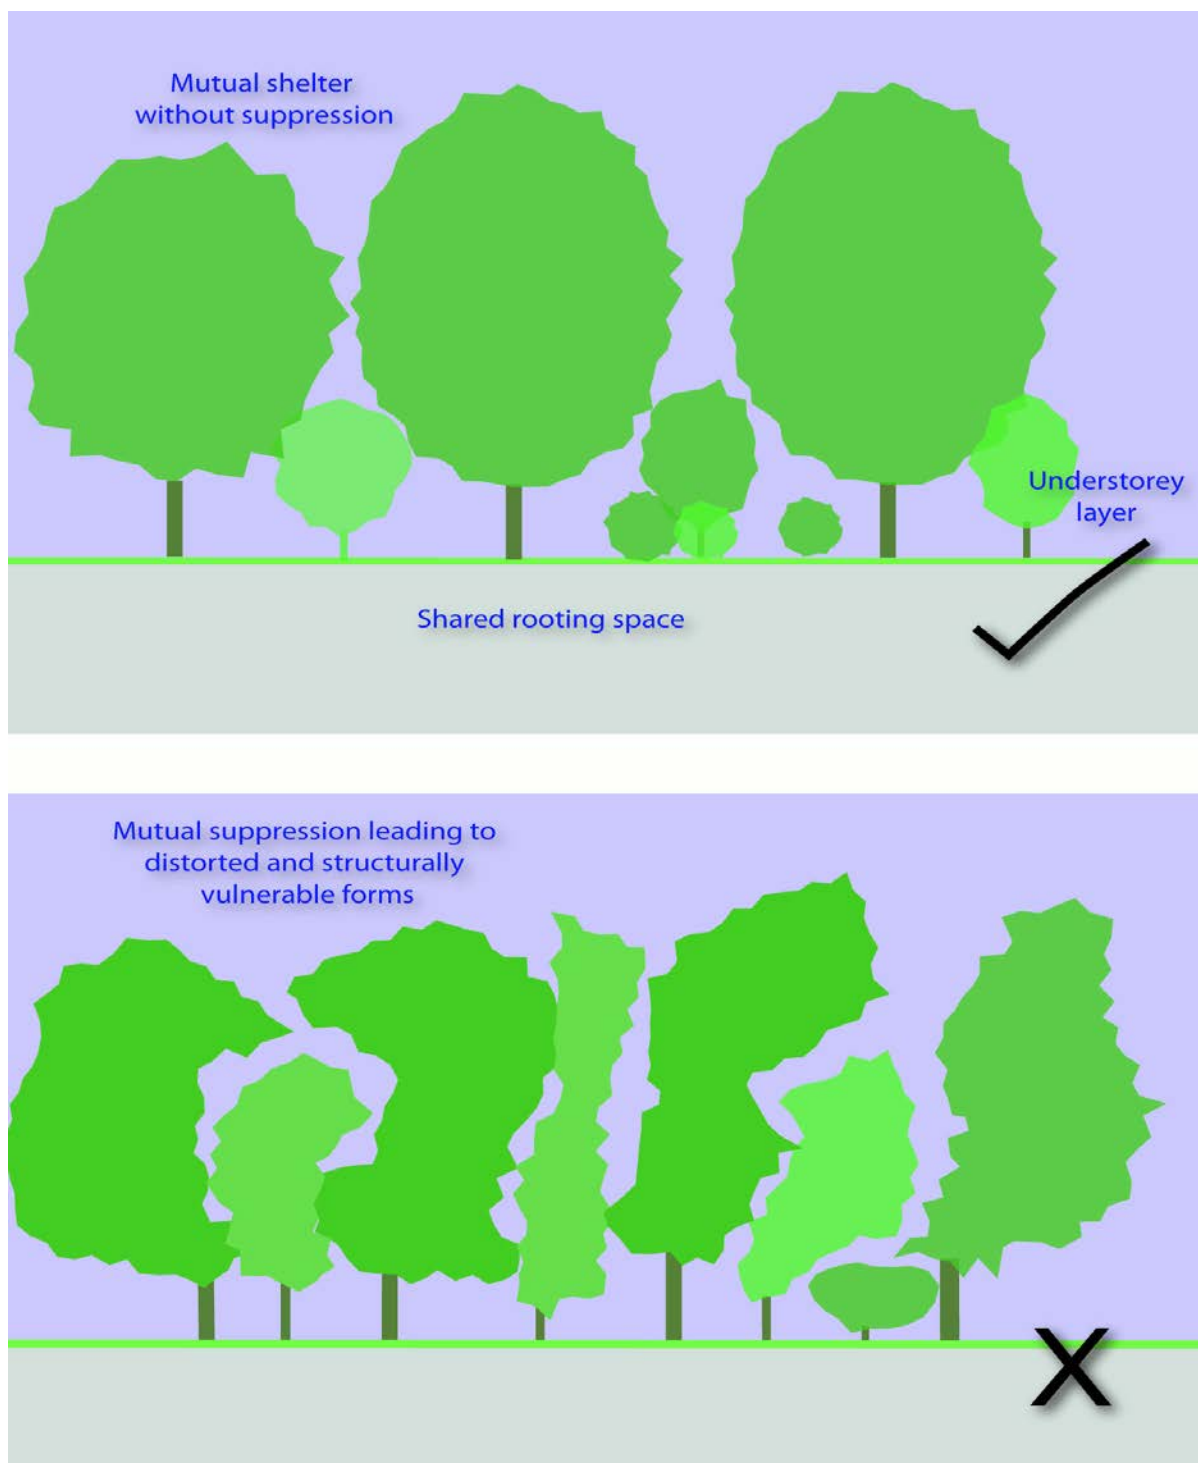 Mutual shelter
without suppression
Understorey
layer
Shared rooting space
Mutual suppression leading to
distorted and structurally
vulnerable forms